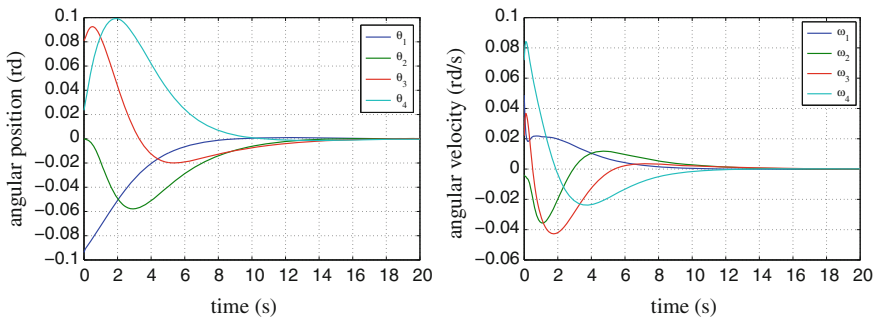 0.1
0.08
0.06
0.04
0.02
0
−0.02
−0.04
−0.06
−0.08
−0.1
angular position (rd)
0 2 4 6 8 10 12 14 16 18 20
time (s)
θ1
θ2
θ3
θ4
0.1
0.08
0.06
0.04
0.02
0
−0.02
−0.04
−0.06
angular velocity (rd/s)
0 2 4 6 8 10 12 14 16 18 20
time (s)
ω1
ω2
ω3
ω4